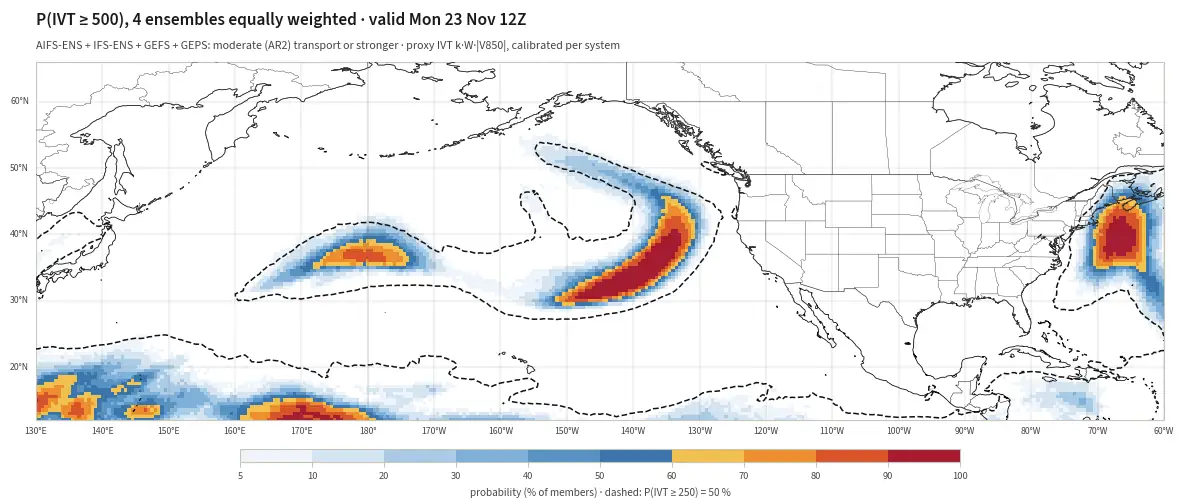 P(IVT ≥ 500), 4 ensembles equally weighted · valid Mon 23 Nov 12Z
AIFS-ENS + IFS-ENS + GEFS + GEPS: moderate (AR2) transport or stronger · proxy IVT k·W·|V850|, calibrated per system
60°N
50°N
40°N
30°N
20°N
130°E 140°E 150°E 160°E 170°E 180° 170°W 160°W 150°W 140°W 130°W 120°W 110°W 100°W 90°W 80°W 70°W 60°W
5 10 20 30 40 50 60 70 80 90 100
probability (% of members) · dashed: P(IVT ≥ 250) = 50 %